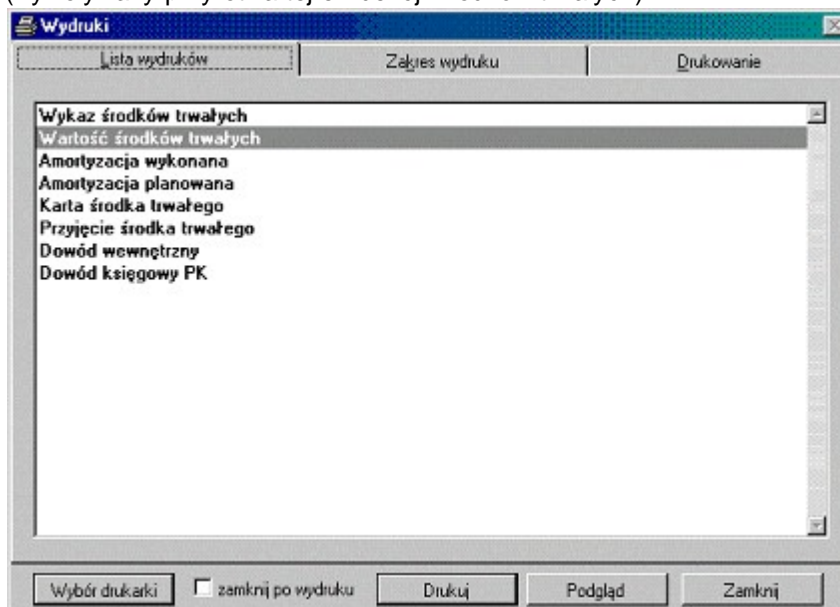 Wydruki
Lista wydruków Zakres wydruku Drukowanie
Wykaz środków trwałych
Wartość środków trwałych
Amortyzacja wykonana
Amortyzacja planowana
Karta środka trwałego
Przyjęcie środka trwałego
Dowód wewnętrzny
Dowód księgowy PK
Wybór drukarki zamknij po wydruku Drukuj Podgląd Zamknij